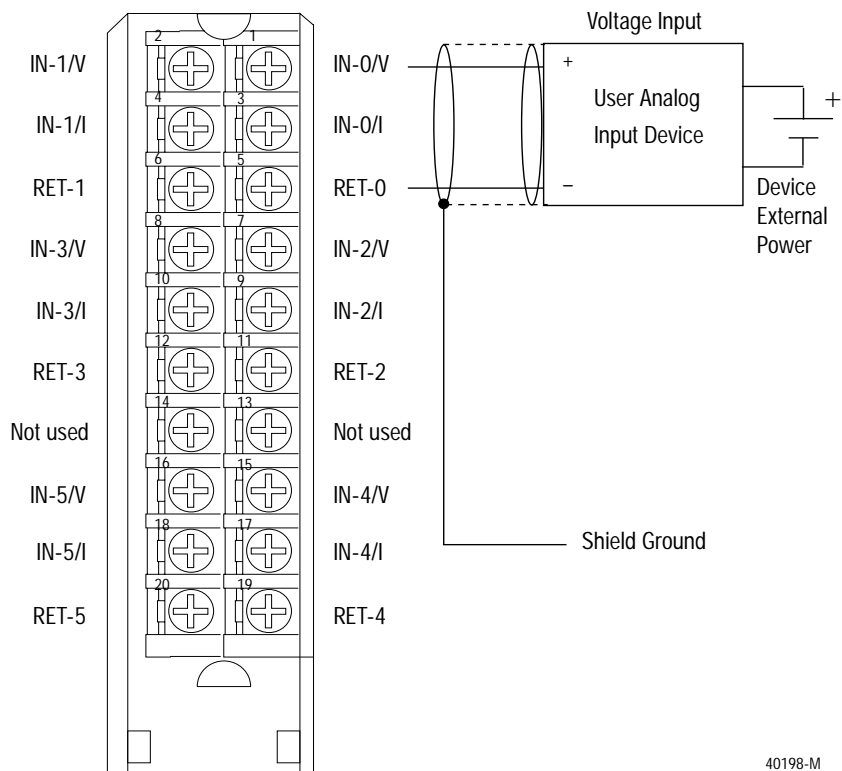 Voltage Input
2 1
IN-1/V IN-0/V + User Analog +
4 3
IN-1/I IN-0/I Input Device
6 5
RET-1 RET-0 − Device
External
Power
8 7
IN-3/V IN-2/V
10 9
IN-3/I IN-2/I
12 11
RET-3 RET-2
14 13
Not used Not used
16 15
IN-5/V IN-4/V
18 17
IN-5/I IN-4/I Shield Ground
20 19
RET-5 RET-4
40198-M